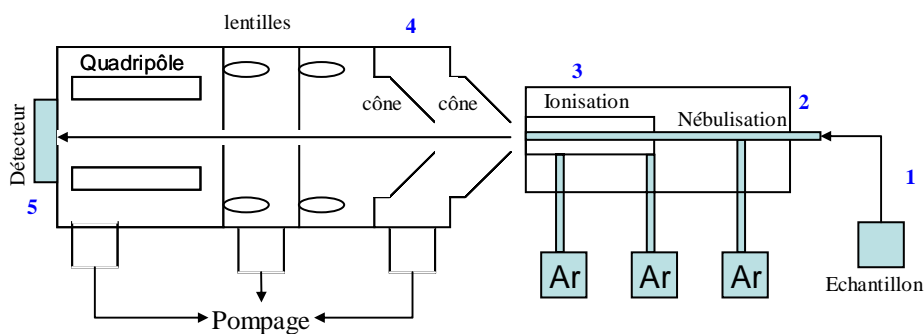 lentilles
4
Quadripôle
cône
cône
3
Ionisation
2
Nébulisation
Détecteur
5
1
Ar
Ar
Ar
Echantillon
Pompage